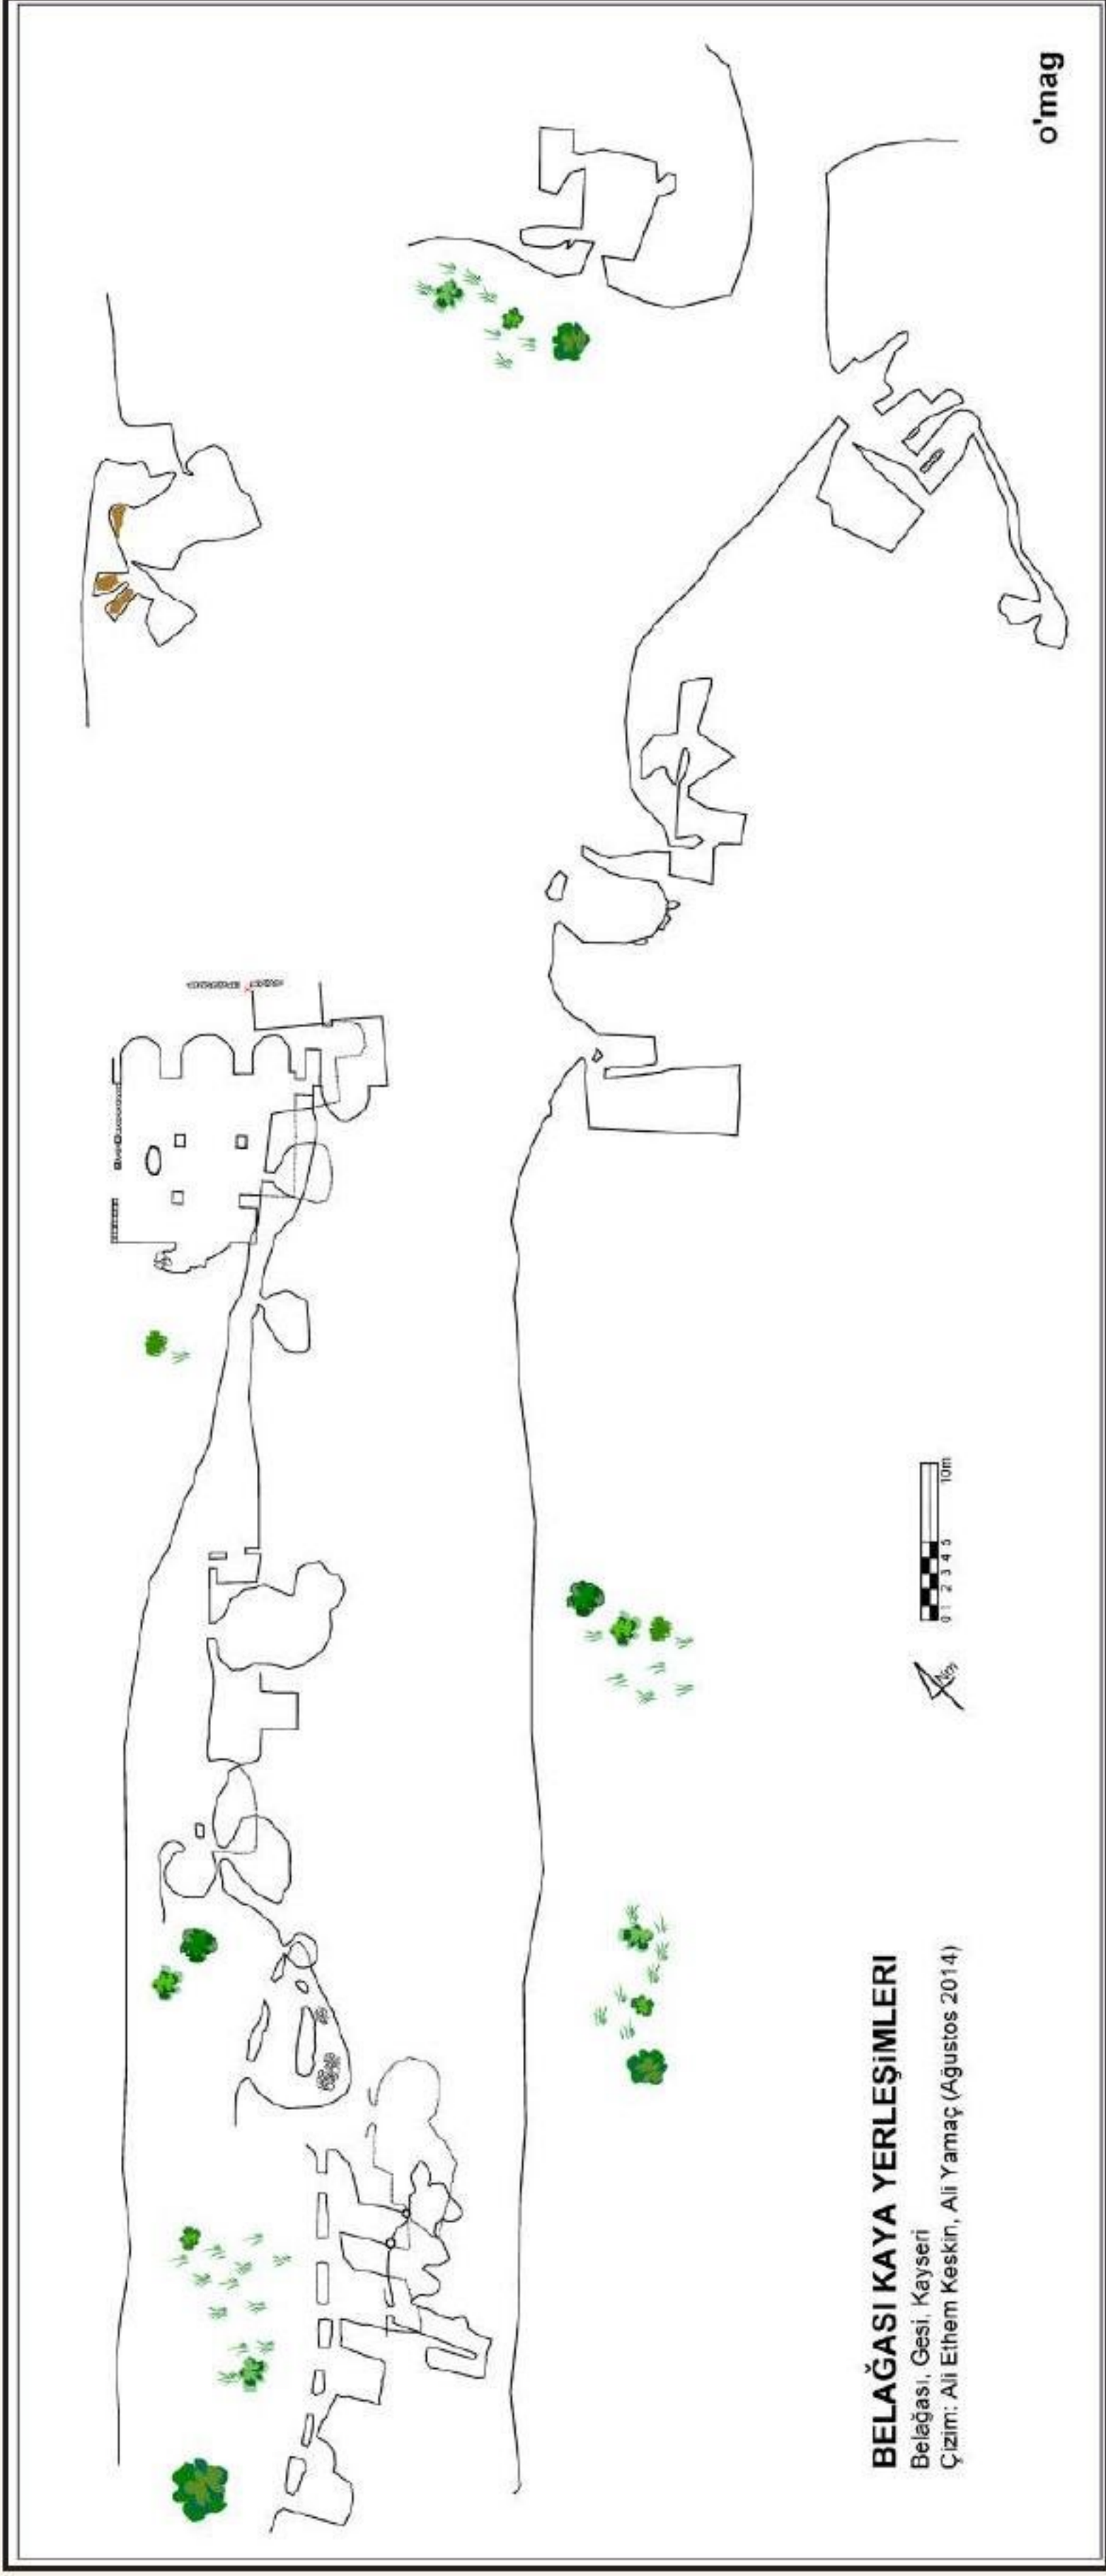 o'mag
0 1 2 3 4 5 10m
Nm
BELAĞASI KAYA YERLEŞİMLERİ
Belağası, Gesi, Kayseri
Çizim: Ali Ethem Keskin, Ali Yamaç (Ağustos 2014)